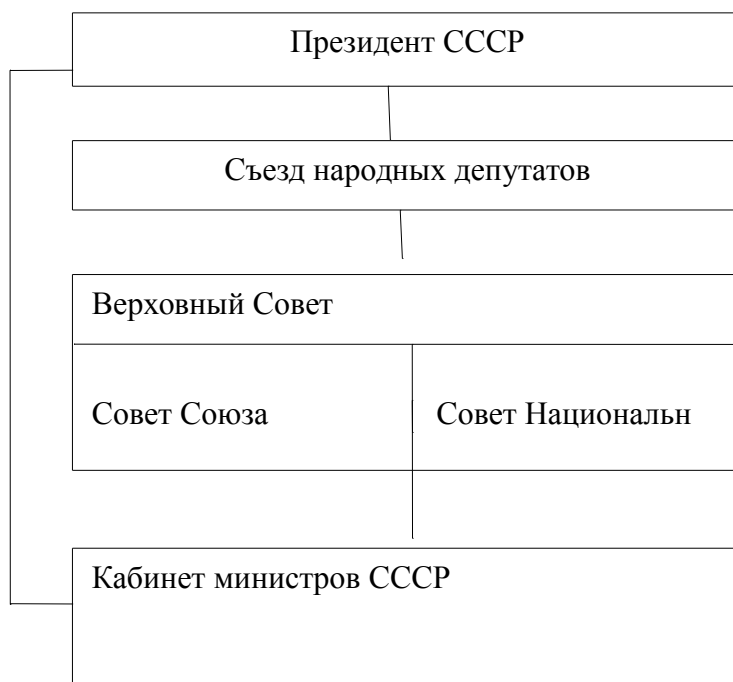 Президент СССР
Съезд народных депутатов
Верховный Совет
Совет Союза
Совет Национальн
Кабинет министров СССР